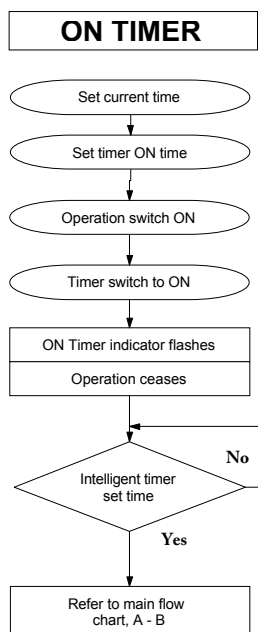 ON TIMER
Set current time
Set timer ON time
Operation switch ON
Timer switch to ON
ON Timer indicator flashes
Operation ceases
Intelligent timer
set time
No
Yes
Refer to main flow
chart, A - B